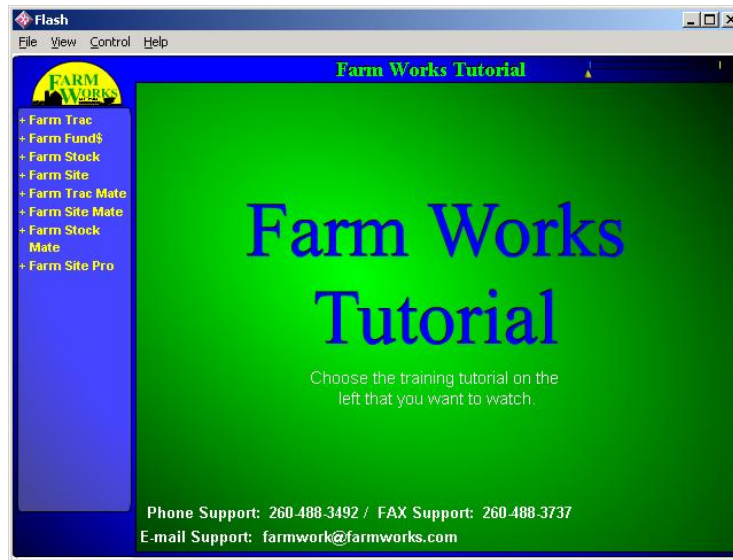 Flash
File View Control Help
Farm Works Tutorial
FARM
WORKS
+ Farm Trac
+ Farm Fund$
+ Farm Stock
+ Farm Site
+ Farm Trac Mate
+ Farm Site Mate
+ Farm Stock
Mate
+ Farm Site Pro
Farm Works
Tutorial
Choose the training tutorial on the
left that you want to watch.
Phone Support: 260-488-3492 / FAX Support: 260-488-3737
E-mail Support: farmwork@farmworks.com